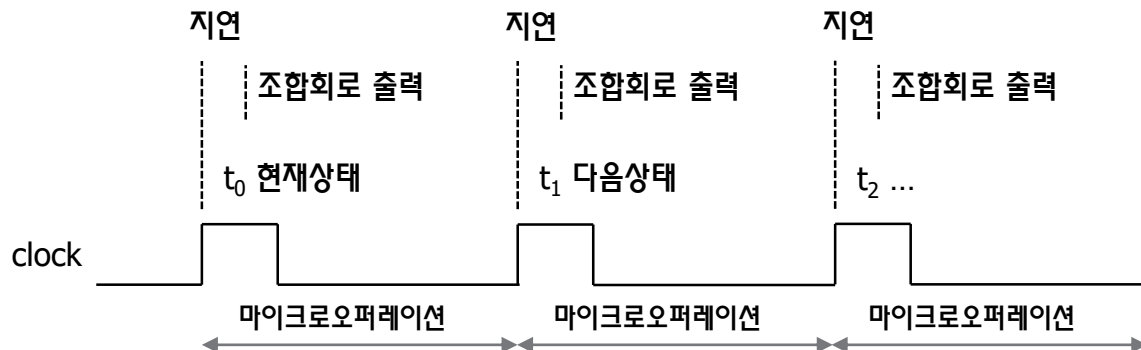 지연 지연 지연
조합회로 출력 조합회로 출력 조합회로 출력
t₀ 현재상태 t₁ 다음상태 t₂ ...
clock
마이크로오퍼레이션 마이크로오퍼레이션 마이크로오퍼레이션